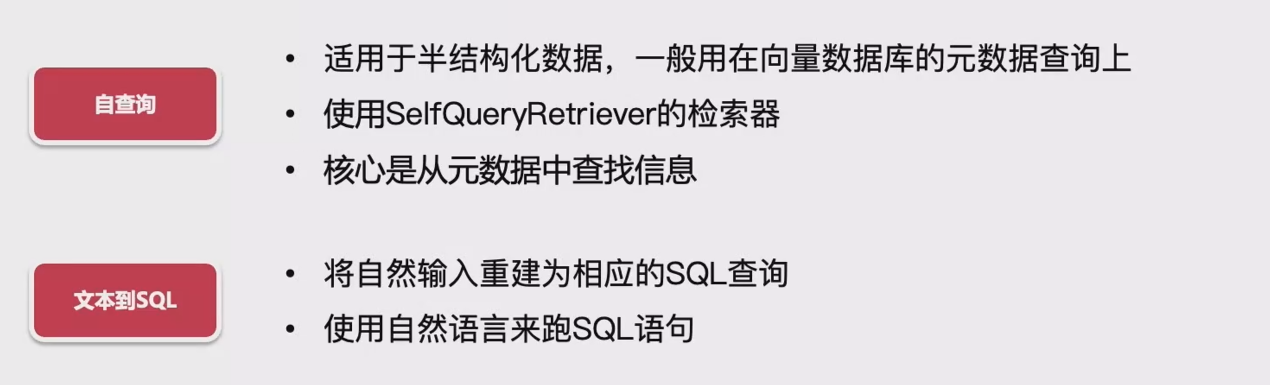 自查询
• 适用于半结构化数据，一般用在向量数据库的元数据查询上
• 使用SelfQueryRetriever的检索器
• 核心是从元数据中查找信息
文本到SQL
• 将自然输入重建为相应的SQL查询
• 使用自然语言来跑SQL语句